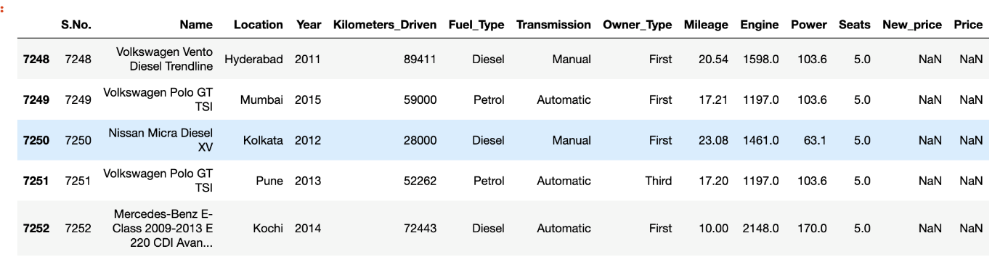 S.No. Name Location Year Kilometers_Driven Fuel_Type Transmission Owner_Type Mileage Engine Power Seats New_price Price
7248 7248 Volkswagen Vento Diesel Trendline Hyderabad 2011 89411 Diesel Manual First 20.54 1598.0 103.6 5.0 NaN NaN
7249 7249 Volkswagen Polo GT TSI Mumbai 2015 59000 Petrol Automatic First 17.21 1197.0 103.6 5.0 NaN NaN
7250 7250 Nissan Micra Diesel XV Kolkata 2012 28000 Diesel Manual First 23.08 1461.0 63.1 5.0 NaN NaN
7251 7251 Volkswagen Polo GT TSI Pune 2013 52262 Petrol Automatic Third 17.20 1197.0 103.6 5.0 NaN NaN
7252 7252 Mercedes-Benz E-Class 2009-2013 E 220 CDI Avan... Kochi 2014 72443 Diesel Automatic First 10.00 2148.0 170.0 5.0 NaN NaN